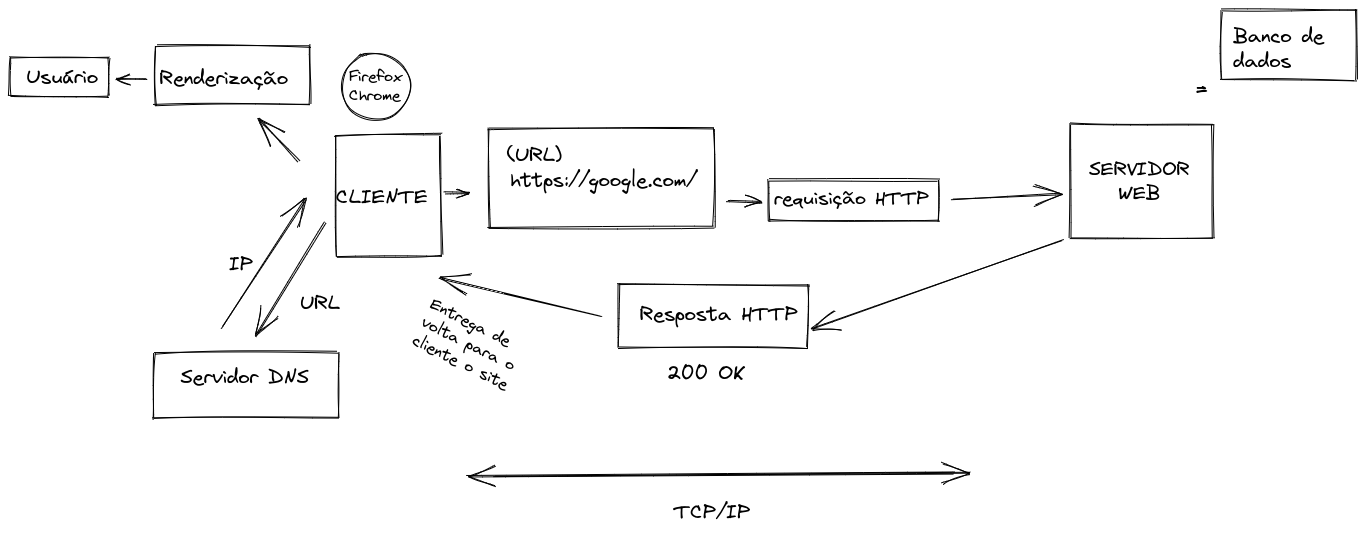 Banco de
dados
Usuário
Renderização
Firefox
Chrome
=
(URL)
https://google.com/
CLIENTE
requisição HTTP
SERVIDOR
WEB
IP
URL
Entrega de
volta para o
cliente o site
Resposta HTTP
200 OK
Servidor DNS
TCP/IP